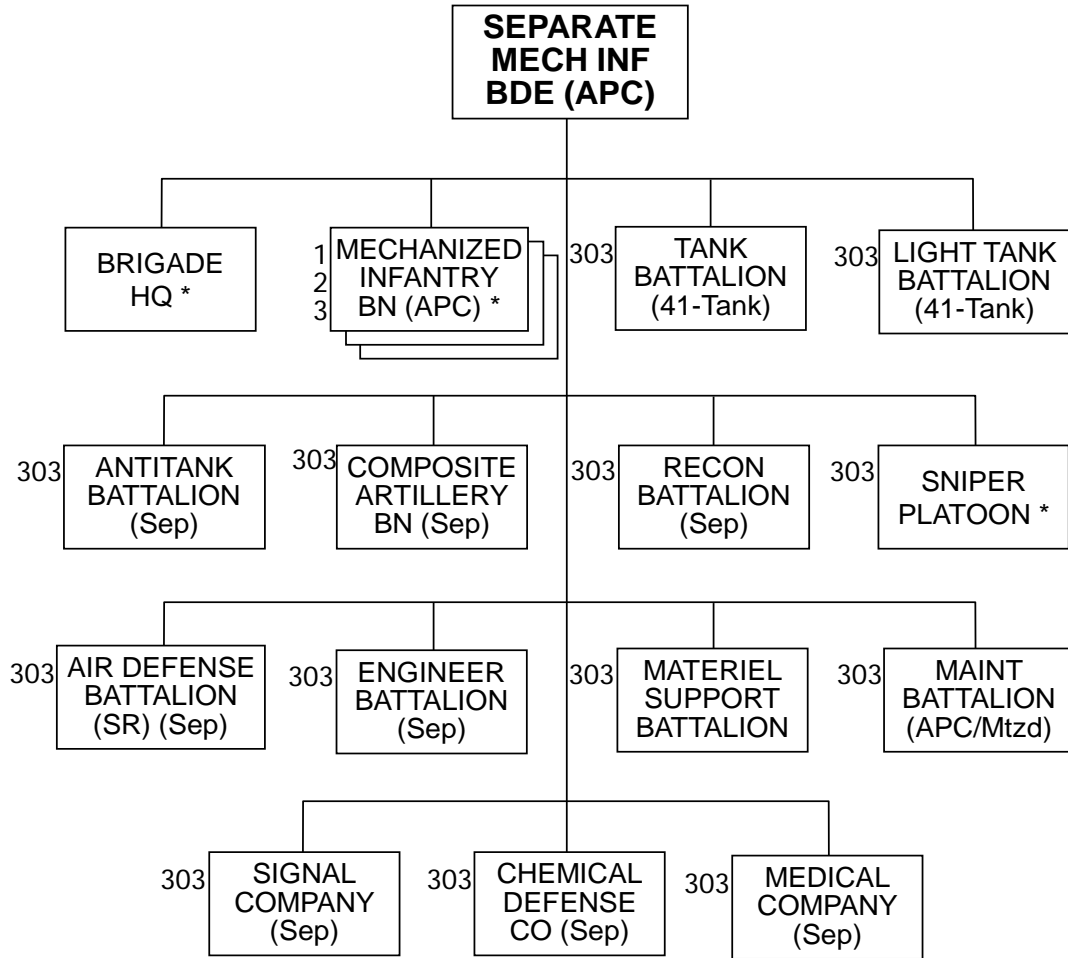 SEPARATE
MECH INF
BDE (APC)
BRIGADE
HQ *
1
2
3
MECHANIZED
INFANTRY
BN (APC) *
303
TANK
BATTALION
(41-Tank)
303
LIGHT TANK
BATTALION
(41-Tank)
303
ANTITANK
BATTALION
(Sep)
303
COMPOSITE
ARTILLERY
BN (Sep)
303
RECON
BATTALION
(Sep)
303
SNIPER
PLATOON *
303
AIR DEFENSE
BATTALION
(SR) (Sep)
303
ENGINEER
BATTALION
(Sep)
303
MATERIEL
SUPPORT
BATTALION
303
MAINT
BATTALION
(APC/Mtzd)
303
SIGNAL
COMPANY
(Sep)
303
CHEMICAL
DEFENSE
CO (Sep)
303
MEDICAL
COMPANY
(Sep)